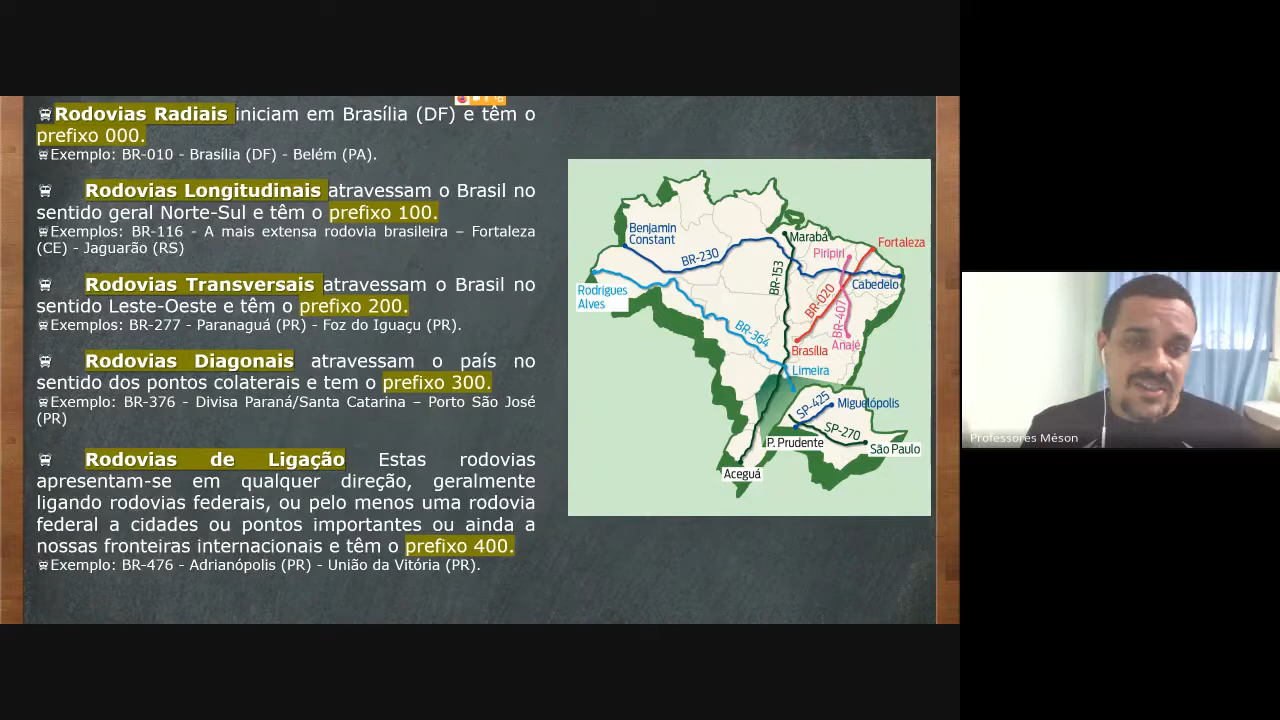 Rodovias Radiais iniciam em Brasília (DF) e têm o
prefixo 000.
Exemplo: BR-010 - Brasília (DF) - Belém (PA).
Rodovias Longitudinais atravessam o Brasil no
sentido geral Norte-Sul e têm o prefixo 100.
Exemplos: BR-116 - A mais extensa rodovia brasileira – Fortaleza
(CE) - Jaguarão (RS)
Rodovias Transversais atravessam o Brasil no
sentido Leste-Oeste e têm o prefixo 200.
Exemplos: BR-277 - Paranaguá (PR) - Foz do Iguaçu (PR).
Rodovias Diagonais atravessam o país no
sentido dos pontos colaterais e tem o prefixo 300.
Exemplo: BR-376 - Divisa Paraná/Santa Catarina – Porto São José
(PR)
Rodovias de Ligação Estas rodovias
apresentam-se em qualquer direção, geralmente
ligando rodovias federais, ou pelo menos uma rodovia
federal a cidades ou pontos importantes ou ainda a
nossas fronteiras internacionais e têm o prefixo 400.
Exemplo: BR-476 - Adrianópolis (PR) - União da Vitória (PR).
Benjamin
Constant
Marabá
Fortaleza
Piripiri
BR-230
BR-153
Cabedelo
Rodrigues
Alves
BR-020
BR-407
BR-364
Brasília
Anajé
Limeira
SP-425
Miguelópolis
SP-270
P. Prudente
São Paulo
Aceguá
Professores Méson